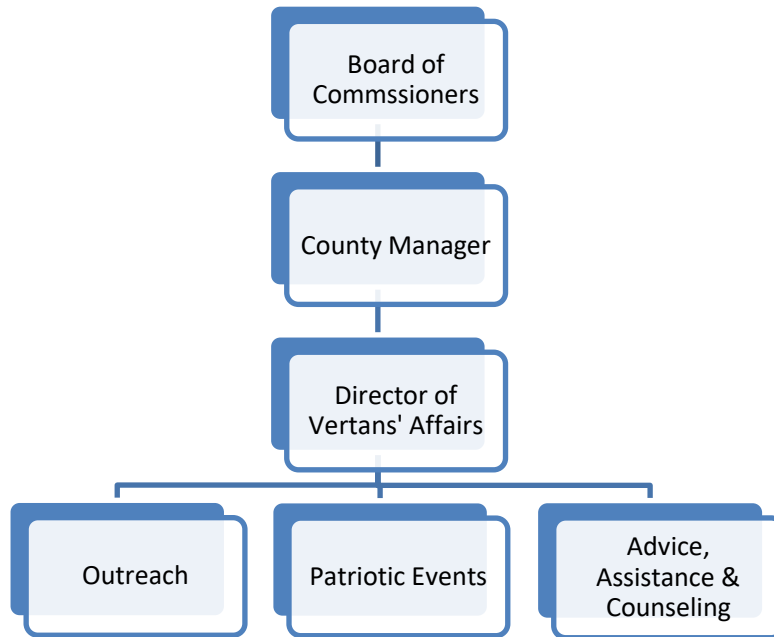 Board of
Commssioners
County Manager
Director of
Vertans' Affairs
Outreach
Patriotic Events
Advice,
Assistance &
Counseling